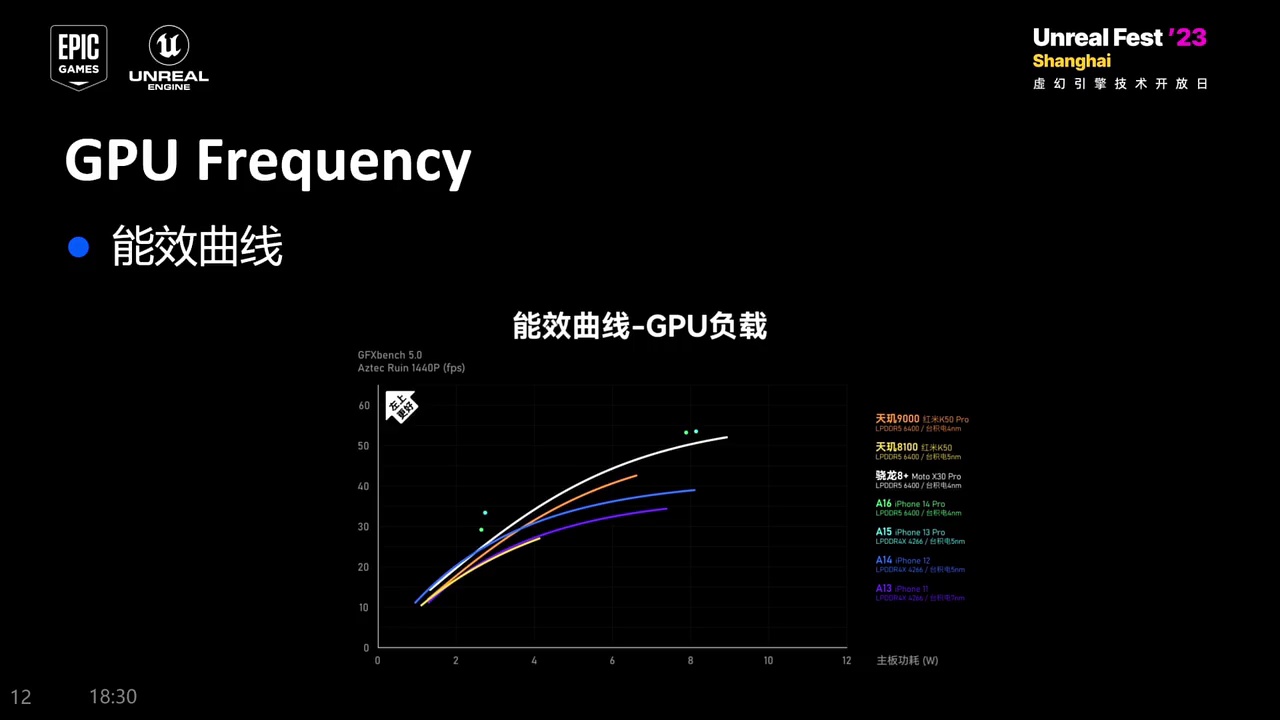 EPIC
GAMES
UNREAL
ENGINE
Unreal Fest '23
Shanghai
虚幻引擎技术开放日
GPU Frequency
能效曲线
能效曲线-GPU负载
GFXbench 5.0
Aztec Ruin 1440P (fps)
左上
更好
60
50
40
30
20
10
0
0 2 4 6 8 10 12
主板功耗 (W)
天玑9000 红米K50 Pro
LPDDR5 6400 / 台积电4nm
天玑8100 红米K50
LPDDR5 6400 / 台积电5nm
骁龙8+ Moto X30 Pro
LPDDR5 6400 / 台积电4nm
A16 iPhone 14 Pro
LPDDR5 6400 / 台积电4nm
A15 iPhone 13 Pro
LPDDR4X 4266 / 台积电5nm
A14 iPhone 12
LPDDR4X 4266 / 台积电5nm
A13 iPhone 11
LPDDR4X 4266 / 台积电7nm
12
18:30